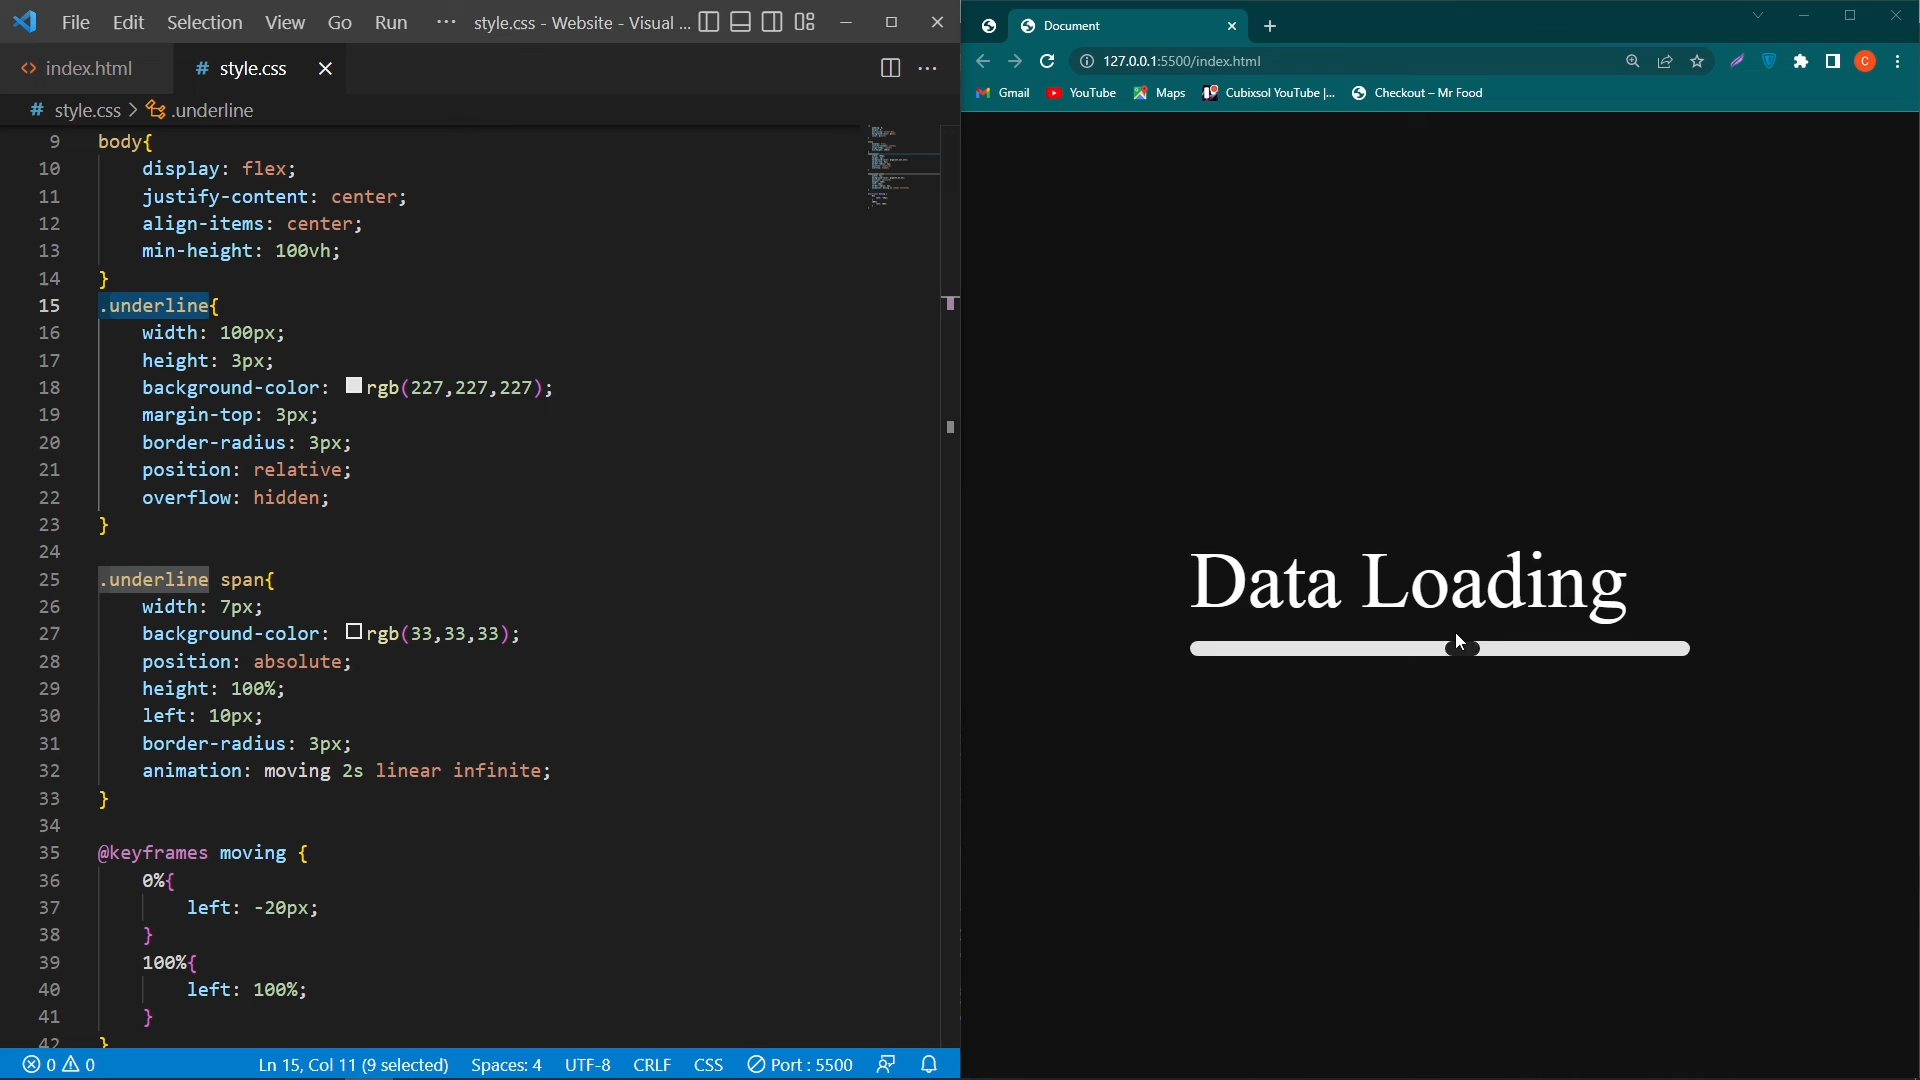 File Edit Selection View Go Run ··· style.css - Website - Visual ...
<> index.html # style.css
# style.css > .underline
9 body{
10 display: flex;
11 justify-content: center;
12 align-items: center;
13 min-height: 100vh;
14 }
15 .underline{
16 width: 100px;
17 height: 3px;
18 background-color: rgb(227,227,227);
19 margin-top: 3px;
20 border-radius: 3px;
21 position: relative;
22 overflow: hidden;
23 }
24
25 .underline span{
26 width: 7px;
27 background-color: rgb(33,33,33);
28 position: absolute;
29 height: 100%;
30 left: 10px;
31 border-radius: 3px;
32 animation: moving 2s linear infinite;
33 }
34
35 @keyframes moving {
36 0%{
37 left: -20px;
38 }
39 100%{
40 left: 100%;
41 }
42 }
0 0 Ln 15, Col 11 (9 selected) Spaces: 4 UTF-8 CRLF CSS Port : 5500
Document
127.0.0.1:5500/index.html C
Gmail YouTube Maps Cubixsol YouTube |... Checkout – Mr Food
Data Loading